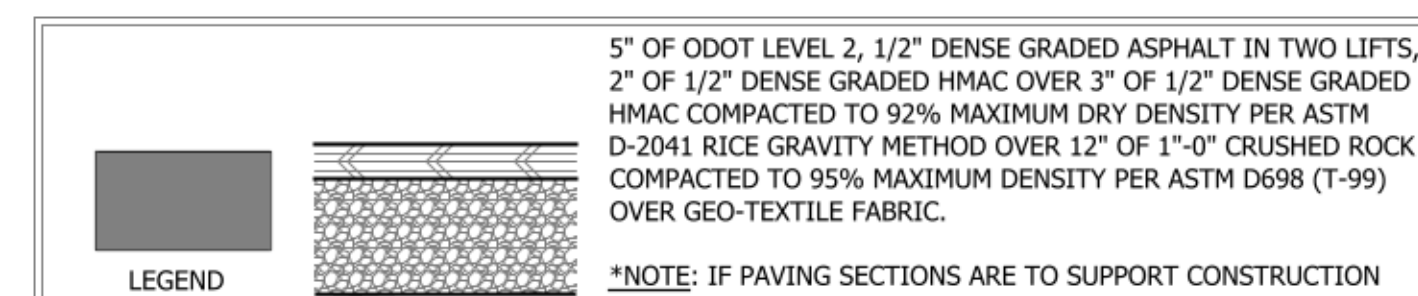 5" OF ODOT LEVEL 2, 1/2" DENSE GRADED ASPHALT IN TWO LIFTS,
2" OF 1/2" DENSE GRADED HMAC OVER 3" OF 1/2" DENSE GRADED
HMAC COMPACTED TO 92% MAXIMUM DRY DENSITY PER ASTM
D-2041 RICE GRAVITY METHOD OVER 12" OF 1"-0" CRUSHED ROCK
COMPACTED TO 95% MAXIMUM DENSITY PER ASTM D698 (T-99)
OVER GEO-TEXTILE FABRIC.
LEGEND
*NOTE: IF PAVING SECTIONS ARE TO SUPPORT CONSTRUCTION